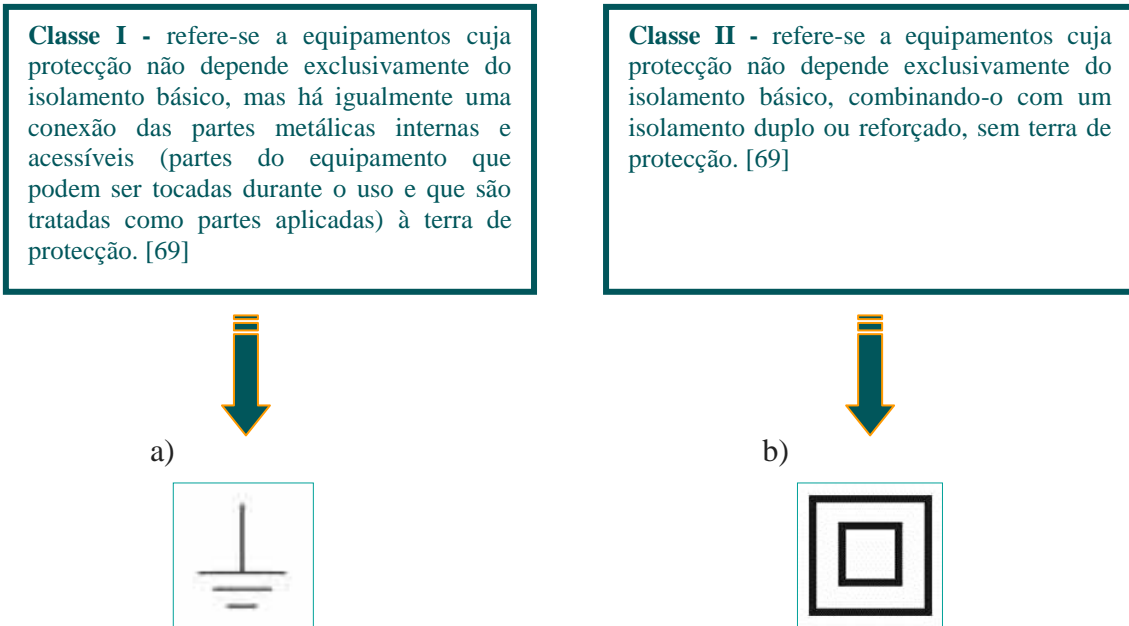 Classe I - refere-se a equipamentos cuja
protecção não depende exclusivamente do
isolamento básico, mas há igualmente uma
conexão das partes metálicas internas e
acessíveis (partes do equipamento que
podem ser tocadas durante o uso e que são
tratadas como partes aplicadas) à terra de
protecção. [69]
Classe II - refere-se a equipamentos cuja
protecção não depende exclusivamente do
isolamento básico, combinando-o com um
isolamento duplo ou reforçado, sem terra de
protecção. [69]
a)
b)